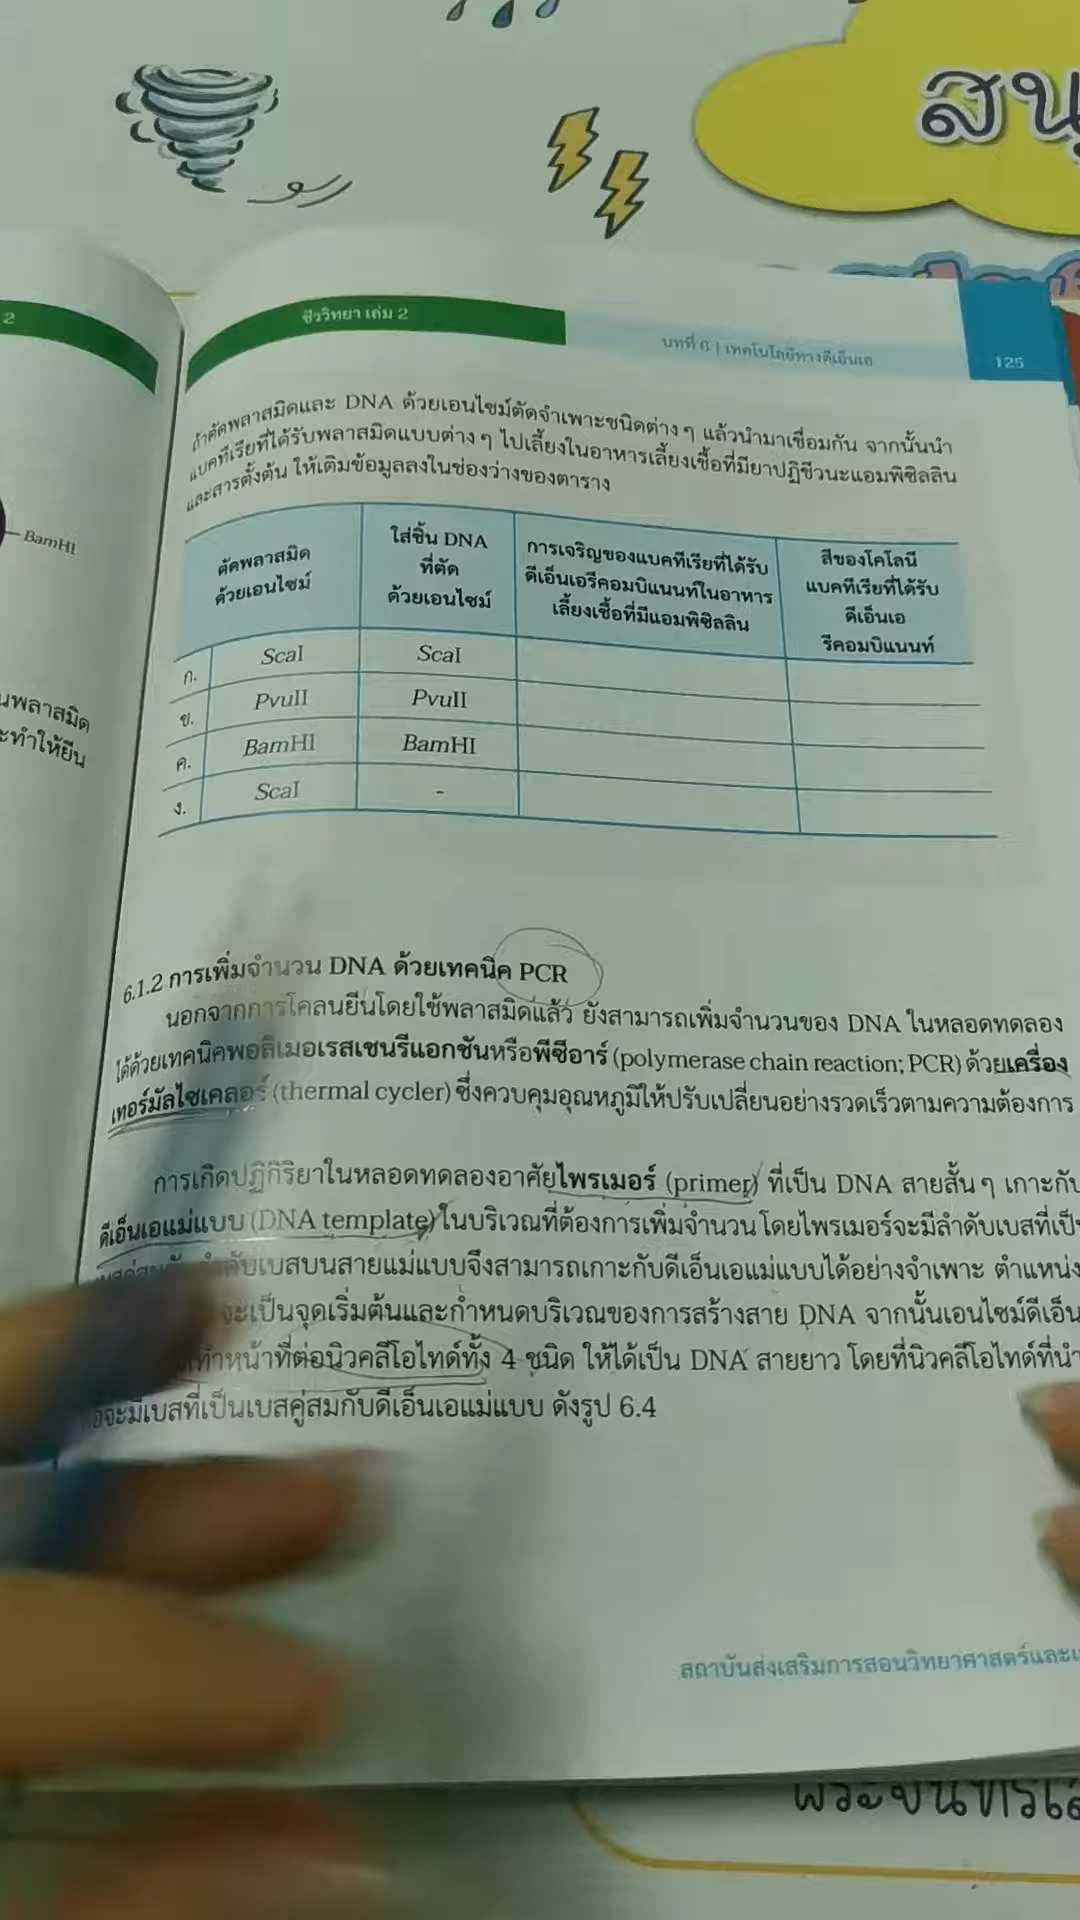 สนุ
2
ชีววิทยา เล่ม 2
บทที่ 6 | เทคโนโลยีทางดีเอ็นเอ
125
ถ้าตัดพลาสมิดและ DNA ด้วยเอนไซม์ตัดจำเพาะชนิดต่าง ๆ แล้วนำมาเชื่อมกัน จากนั้นนำ
แบคทีเรียที่ได้รับพลาสมิดแบบต่าง ๆ ไปเลี้ยงในอาหารเลี้ยงเชื้อที่มียาปฏิชีวนะแอมพิซิลลิน
และสารตั้งต้น ให้เติมข้อมูลลงในช่องว่างของตาราง
BamHI
นพลาสมิด
ะทำให้ยีน
ตัดพลาสมิด
ด้วยเอนไซม์
ใส่ชิ้น DNA
ที่ตัด
ด้วยเอนไซม์
การเจริญของแบคทีเรียที่ได้รับ
ดีเอ็นเอรีคอมบิแนนท์ในอาหาร
เลี้ยงเชื้อที่มีแอมพิซิลลิน
สีของโคโลนี
แบคทีเรียที่ได้รับ
ดีเอ็นเอ
รีคอมบิแนนท์
ก. ScaI ScaI
ข. PvuII PvuII
ค. BamHI BamHI
ง. ScaI -
6.1.2 การเพิ่มจำนวน DNA ด้วยเทคนิค PCR
นอกจากการโคลนยีนโดยใช้พลาสมิดแล้ว ยังสามารถเพิ่มจำนวนของ DNA ในหลอดทดลอง
ได้ด้วยเทคนิคพอลิเมอเรสเชนรีแอกชันหรือพีซีอาร์ (polymerase chain reaction; PCR) ด้วยเครื่อง
เทอร์มัลไซเคลอร์ (thermal cycler) ซึ่งควบคุมอุณหภูมิให้ปรับเปลี่ยนอย่างรวดเร็วตามความต้องการ
การเกิดปฏิกิริยาในหลอดทดลองอาศัยไพรเมอร์ (primer) ที่เป็น DNA สายสั้น ๆ เกาะกับ
ดีเอ็นเอแม่แบบ (DNA template) ในบริเวณที่ต้องการเพิ่มจำนวน โดยไพรเมอร์จะมีลำดับเบสที่เป็น
ลำดับเบสบนสายแม่แบบจึงสามารถเกาะกับดีเอ็นเอแม่แบบได้อย่างจำเพาะ ตำแหน่ง
จะเป็นจุดเริ่มต้นและกำหนดบริเวณของการสร้างสาย DNA จากนั้นเอนไซม์ดีเอ็น
ทำหน้าที่ต่อนิวคลีโอไทด์ทั้ง 4 ชนิด ให้ได้เป็น DNA สายยาว โดยที่นิวคลีโอไทด์ที่นำ
จะมีเบสที่เป็นเบสคู่สมกับดีเอ็นเอแม่แบบ ดังรูป 6.4
สถาบันส่งเสริมการสอนวิทยาศาสตร์และเ